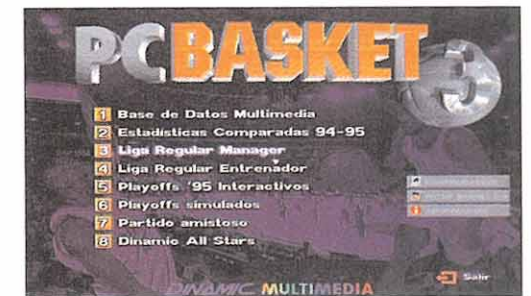 PC BASKET 3
1 Base de Datos Multimedia
2 Estadísticas Comparadas 94-95
3 Liga Regular Manager
4 Liga Regular Entrenador
5 Playoffs '95 Interactivos
6 Playoffs simulados
7 Partido amistoso
8 Dinamic All Stars
Salir
DINAMIC MULTIMEDIA